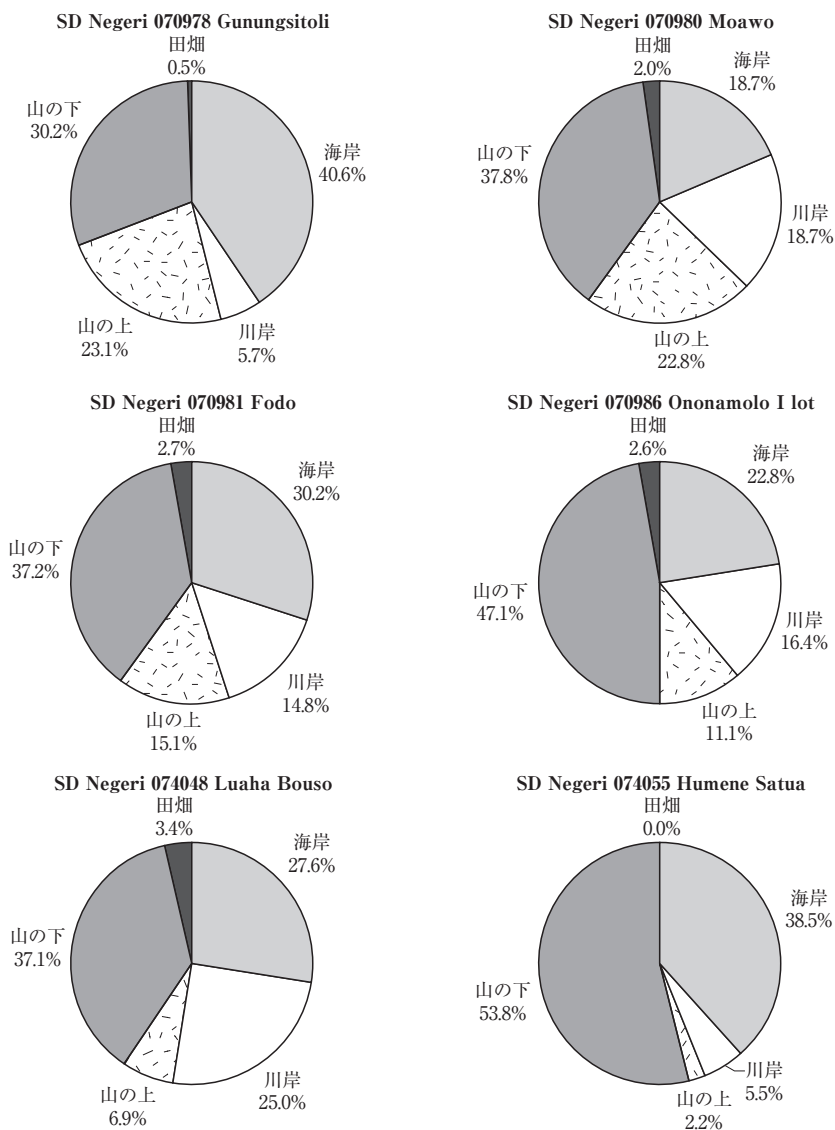 SD Negeri 070978 Gunungsitoli
田畑
0.5%
海岸
40.6%
川岸
5.7%
山の上
23.1%
山の下
30.2%
SD Negeri 070980 Moawo
田畑
2.0%
海岸
18.7%
川岸
18.7%
山の上
22.8%
山の下
37.8%
SD Negeri 070981 Fodo
田畑
2.7%
海岸
30.2%
川岸
14.8%
山の上
15.1%
山の下
37.2%
SD Negeri 070986 Ononamolo I lot
田畑
2.6%
海岸
22.8%
川岸
16.4%
山の上
11.1%
山の下
47.1%
SD Negeri 074048 Luaha Bouso
田畑
3.4%
海岸
27.6%
川岸
25.0%
山の上
6.9%
山の下
37.1%
SD Negeri 074055 Humene Satua
田畑
0.0%
海岸
38.5%
川岸
5.5%
山の上
2.2%
山の下
53.8%